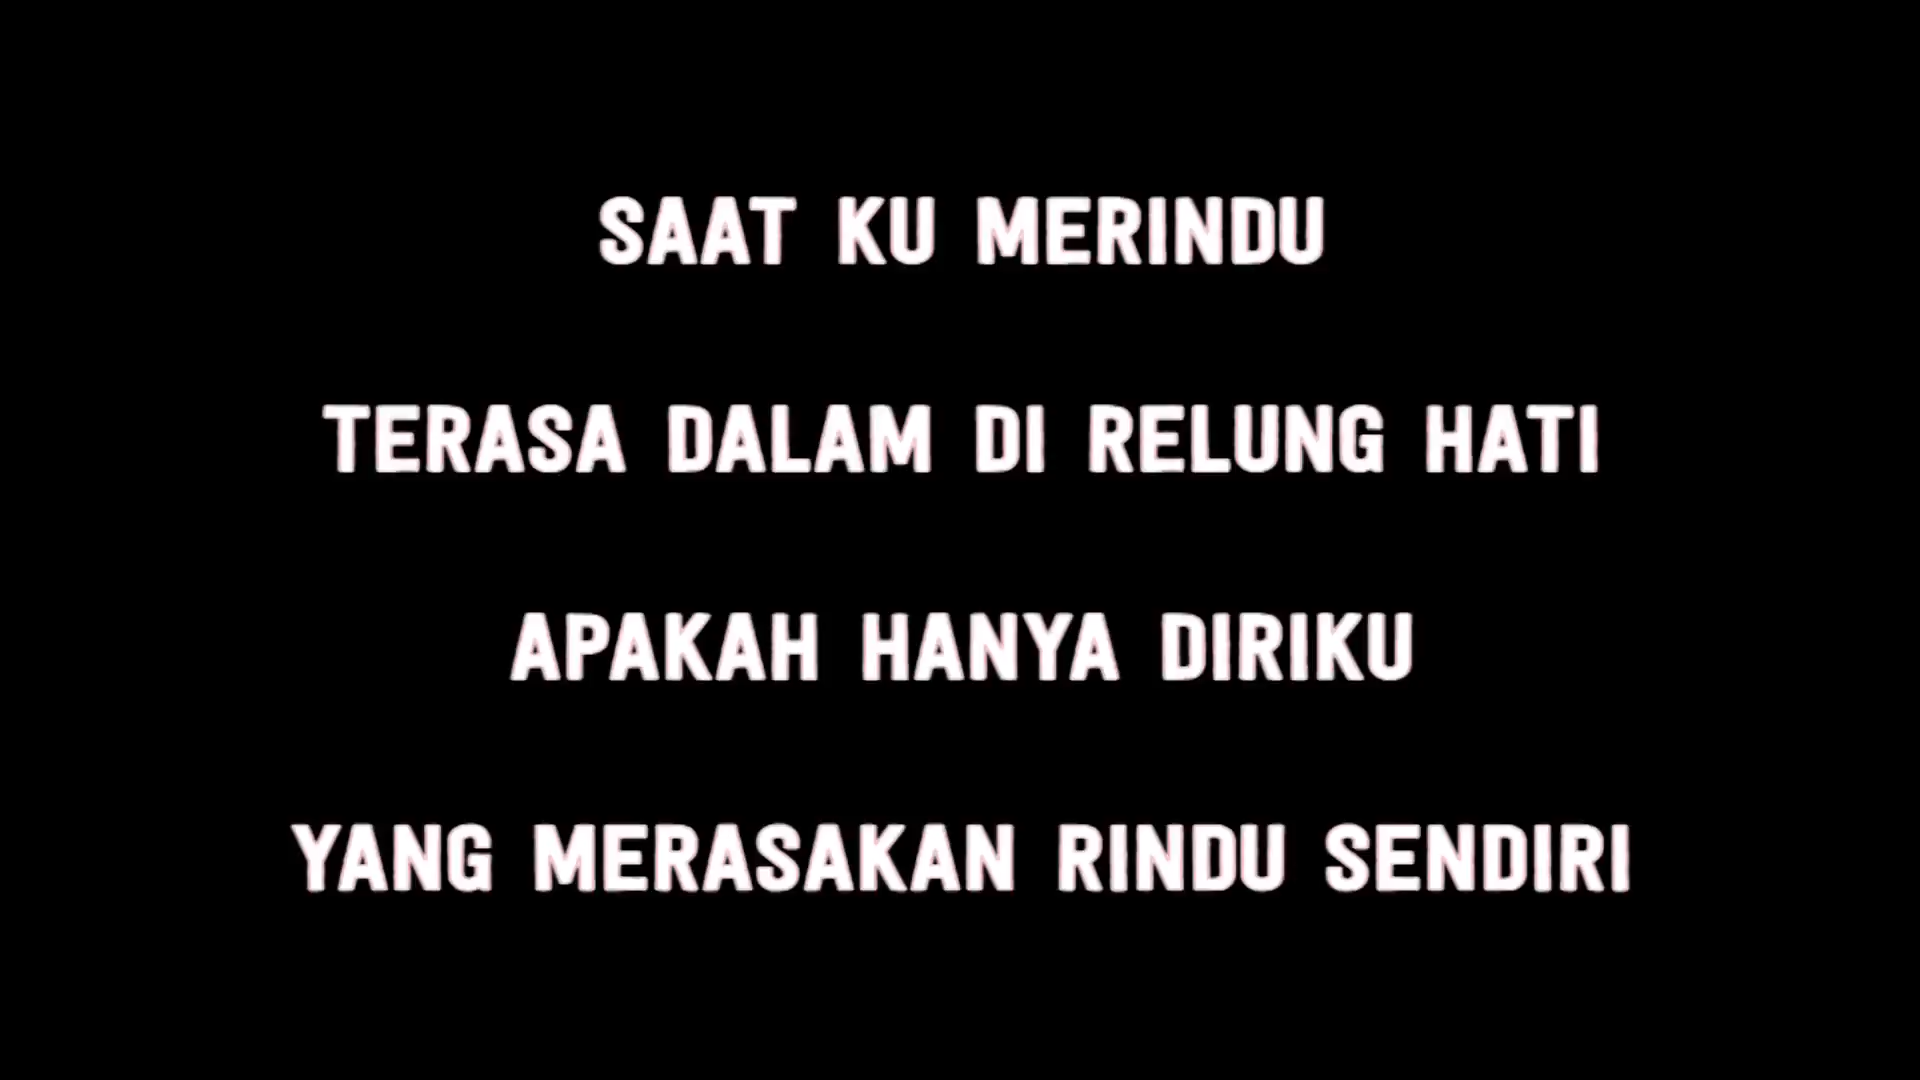 SAAT KU MERINDU
TERASA DALAM DI RELUNG HATI
APAKAH HANYA DIRIKU
YANG MERASAKAN RINDU SENDIRI